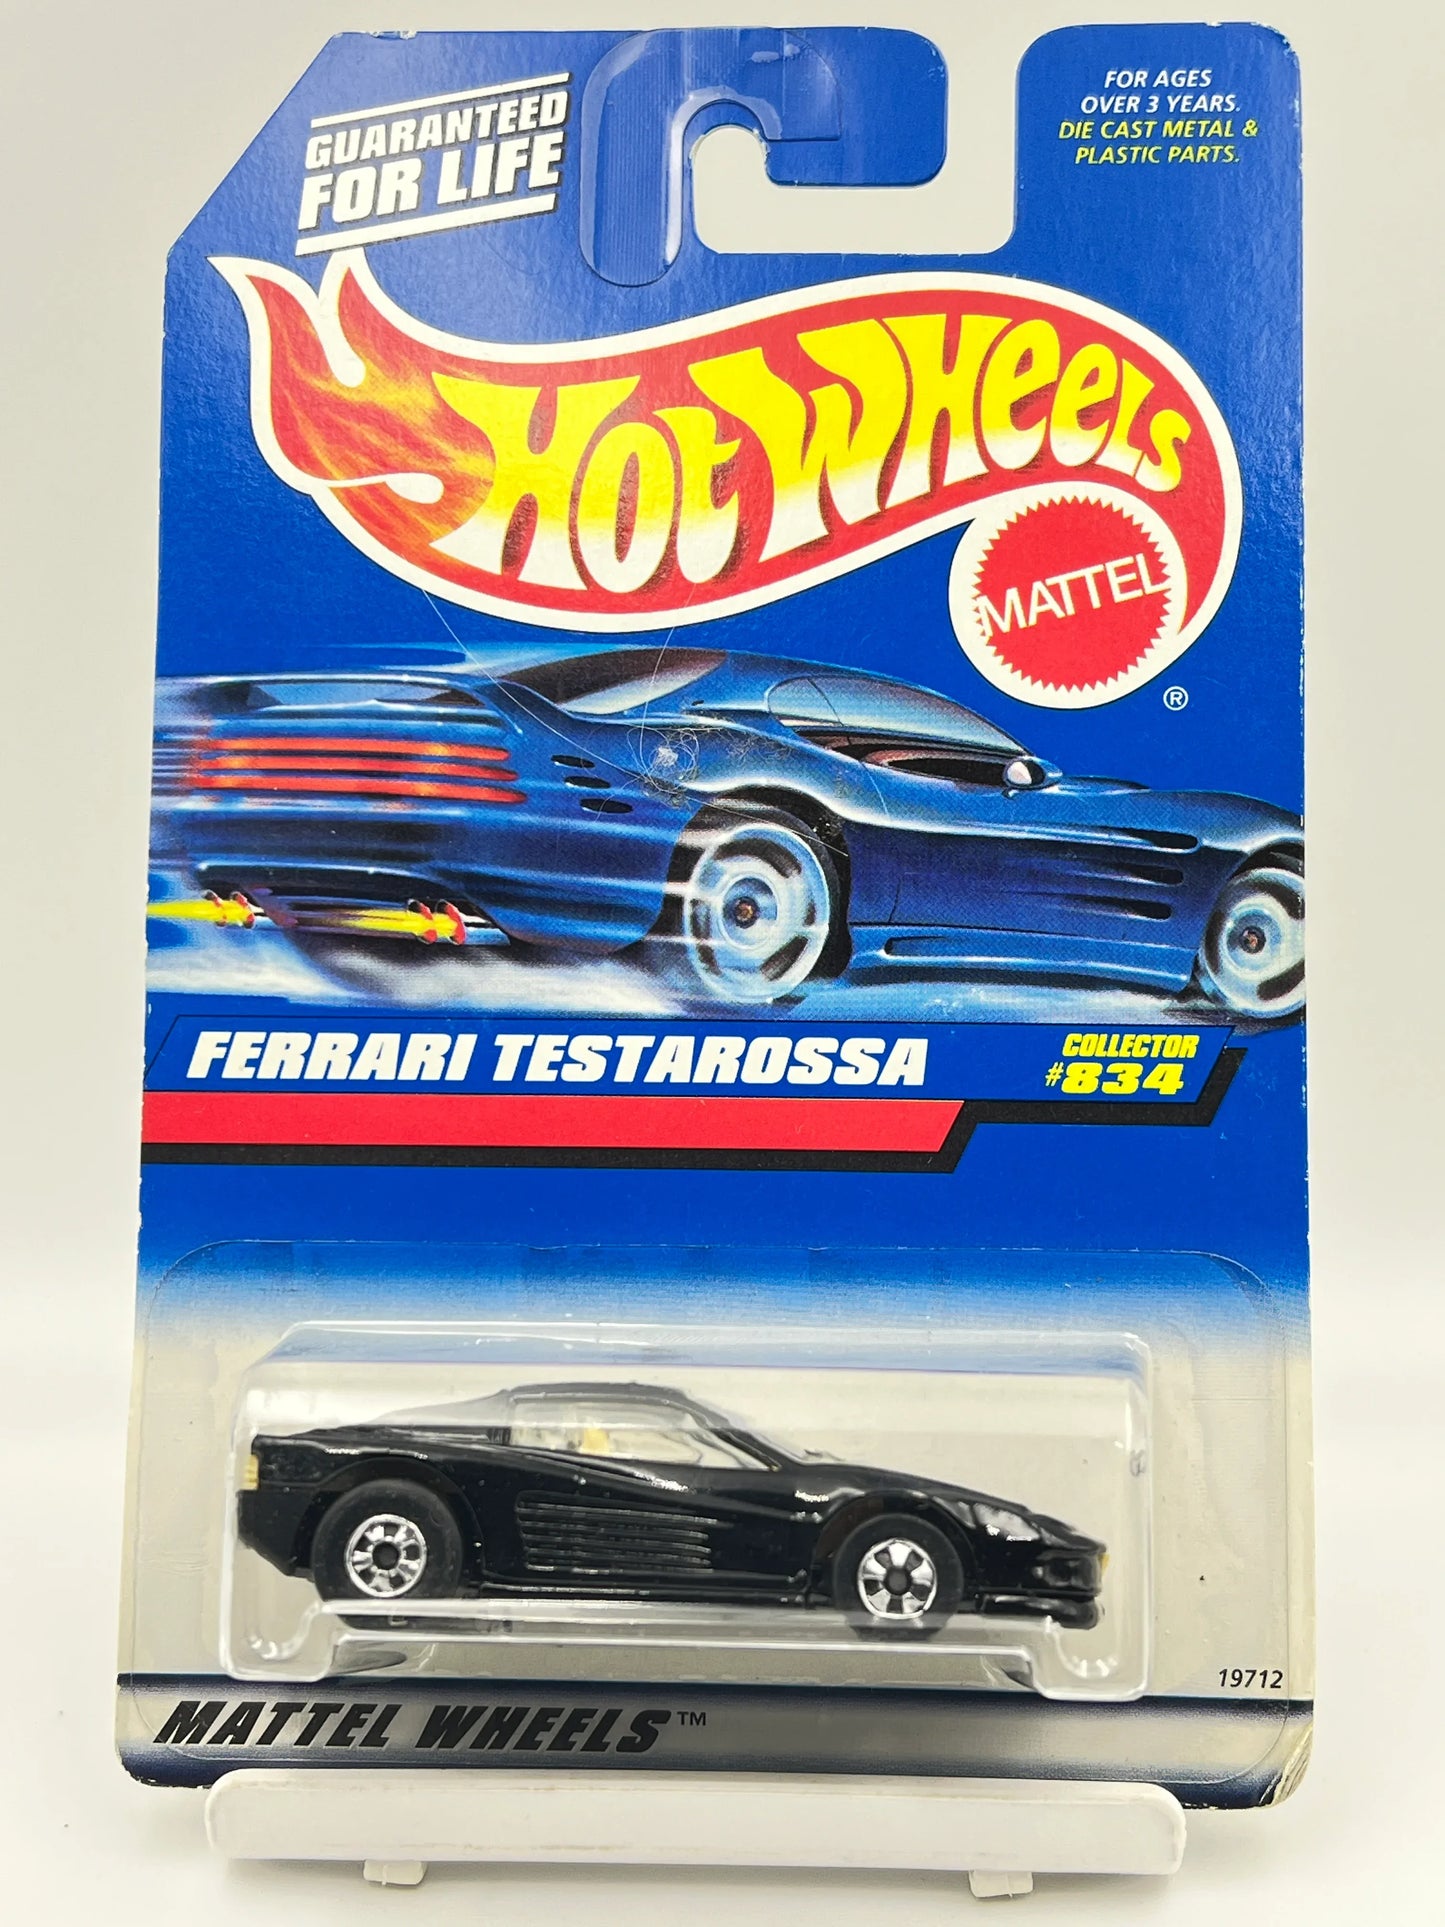 GUARANTEED
FOR LIFE
FOR AGES
OVER 3 YEARS.
DIE CAST METAL &
PLASTIC PARTS.
HOT WHEELS
MATTEL
®
FERRARI TESTAROSSA
COLLECTOR
#834
19712
MATTEL WHEELS™